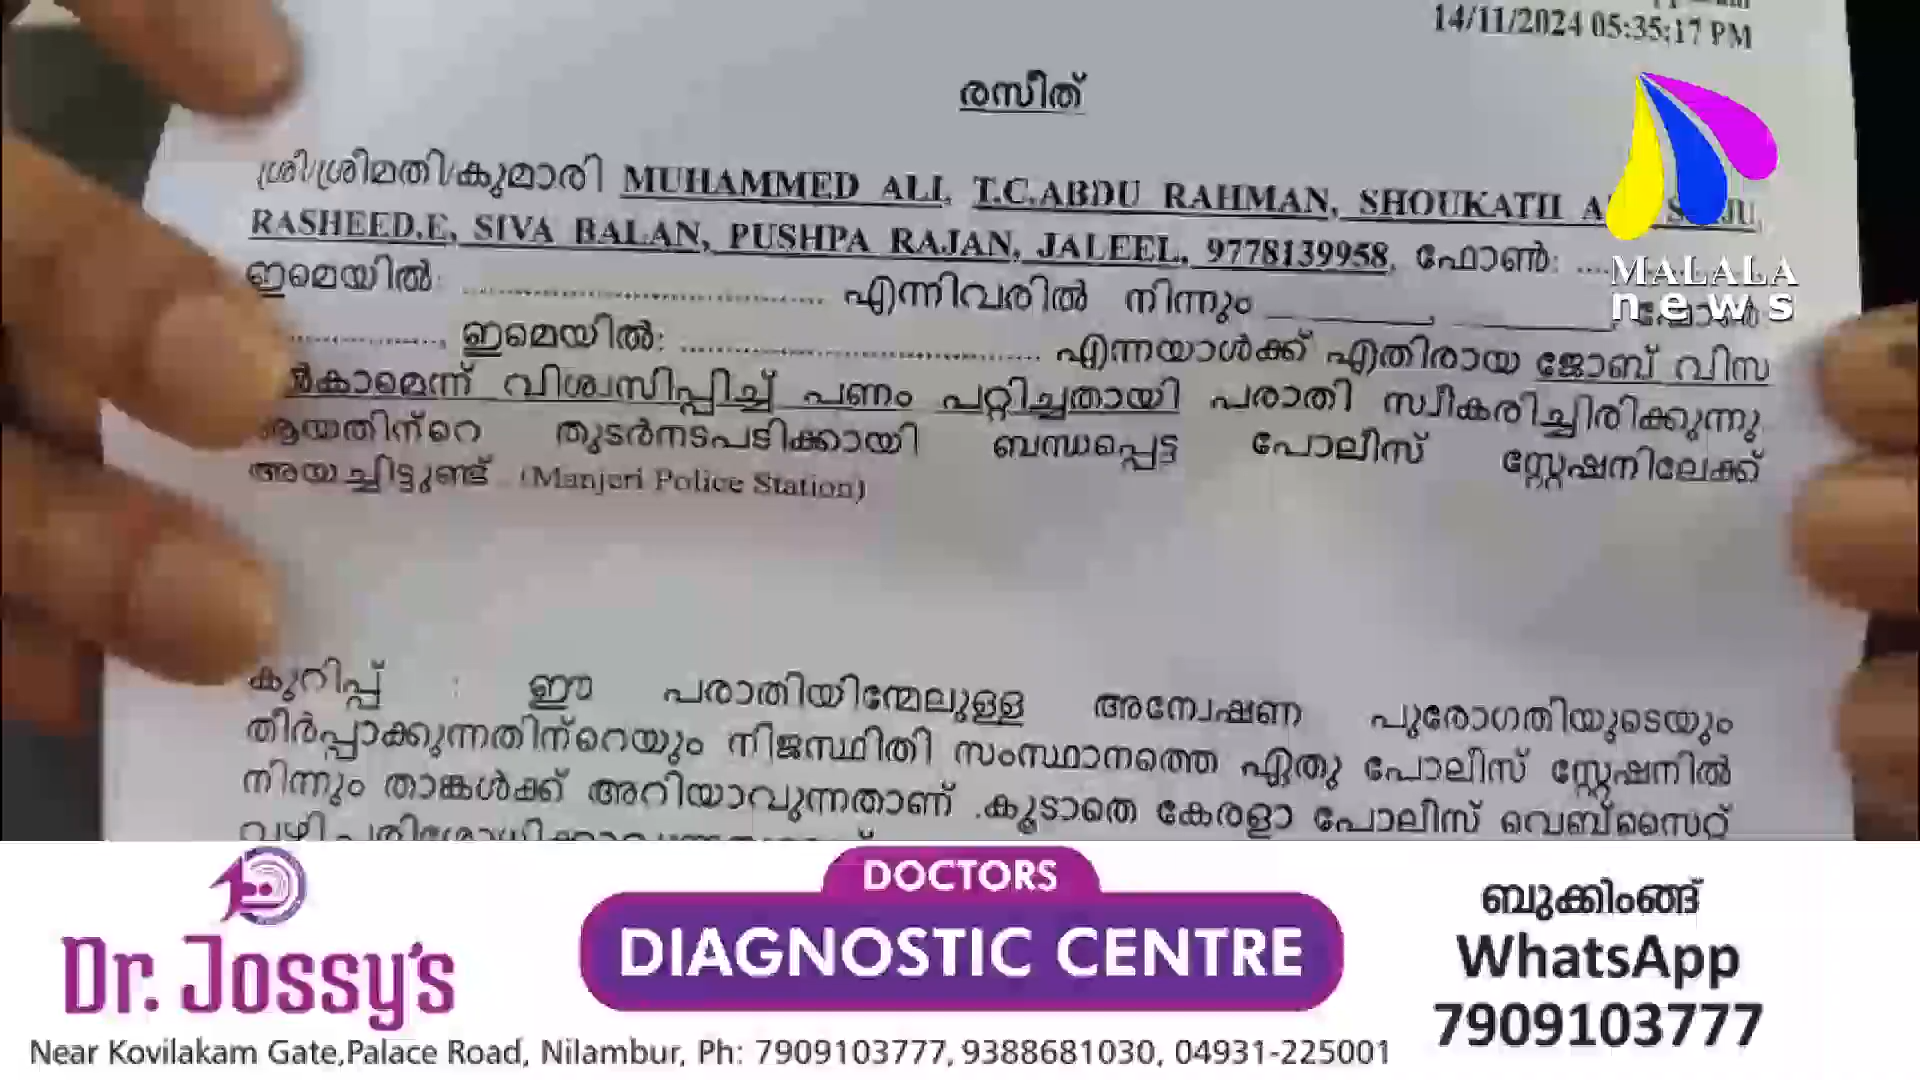 14/11/2024 05:35:17 PM
രസീത്
ശ്രീ/ശ്രീമതി/കുമാരി MUHAMMED ALI, T.C.ABDU RAHMAN, SHOUKATH
RASHEED.E, SIVA BALAN, PUSHPA RAJAN, JALEEL, 9778139958, ഫോൺ: ....
ഇമെയിൽ: .............................. എന്നിവരിൽ നിന്നും ________, ________, ഫോൺ
.................., ഇമെയിൽ: .............................. എന്നയാൾക്ക് എതിരായ ജോബ് വിസ
വിശ്വസിപ്പിച്ച് പണം പറ്റിച്ചതായി പരാതി സ്വീകരിച്ചിരിക്കുന്നു
ആയതിന്റെ തുടർനടപടിക്കായി ബന്ധപ്പെട്ട പോലീസ് സ്റ്റേഷനിലേക്ക്
അയച്ചിട്ടുണ്ട് . (Manjeri Police Station)
കുറിപ്പ് : ഈ പരാതിയിന്മേലുള്ള അന്വേഷണ പുരോഗതിയുടെയും
തീർപ്പാക്കുന്നതിന്റെയും നിജസ്ഥിതി സംസ്ഥാനത്തെ ഏതു പോലീസ് സ്റ്റേഷനിൽ
നിന്നും താങ്കൾക്ക് അറിയാവുന്നതാണ് .കൂടാതെ കേരളാ പോലീസ് വെബ്സൈറ്റ്
വഴി
MALALA
news
Dr. Jossy's
DOCTORS
DIAGNOSTIC CENTRE
ബുക്കിംങ്ങ്
WhatsApp
7909103777
Near Kovilakam Gate,Palace Road, Nilambur, Ph: 7909103777, 9388681030, 04931-225001